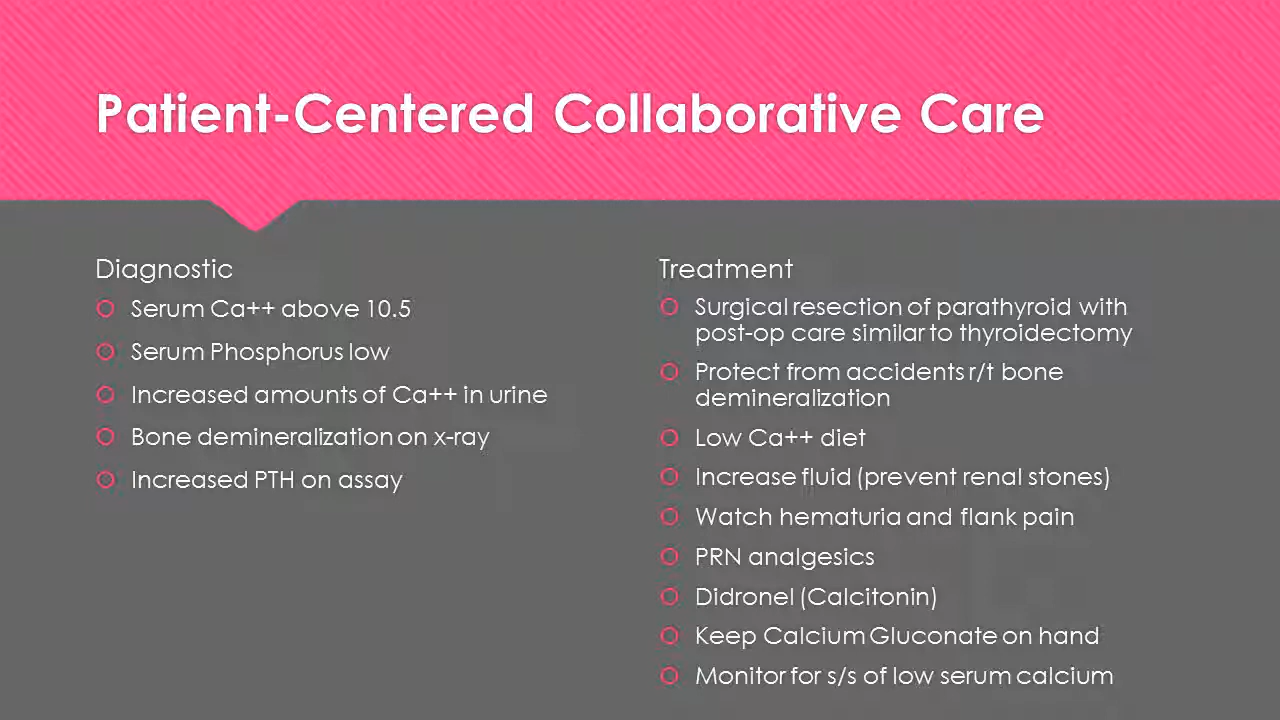 Patient-Centered Collaborative Care
Diagnostic
Serum Ca++ above 10.5
Serum Phosphorus low
Increased amounts of Ca++ in urine
Bone demineralization on x-ray
Increased PTH on assay
Treatment
Surgical resection of parathyroid with
post-op care similar to thyroidectomy
Protect from accidents r/t bone
demineralization
Low Ca++ diet
Increase fluid (prevent renal stones)
Watch hematuria and flank pain
PRN analgesics
Didronel (Calcitonin)
Keep Calcium Gluconate on hand
Monitor for s/s of low serum calcium